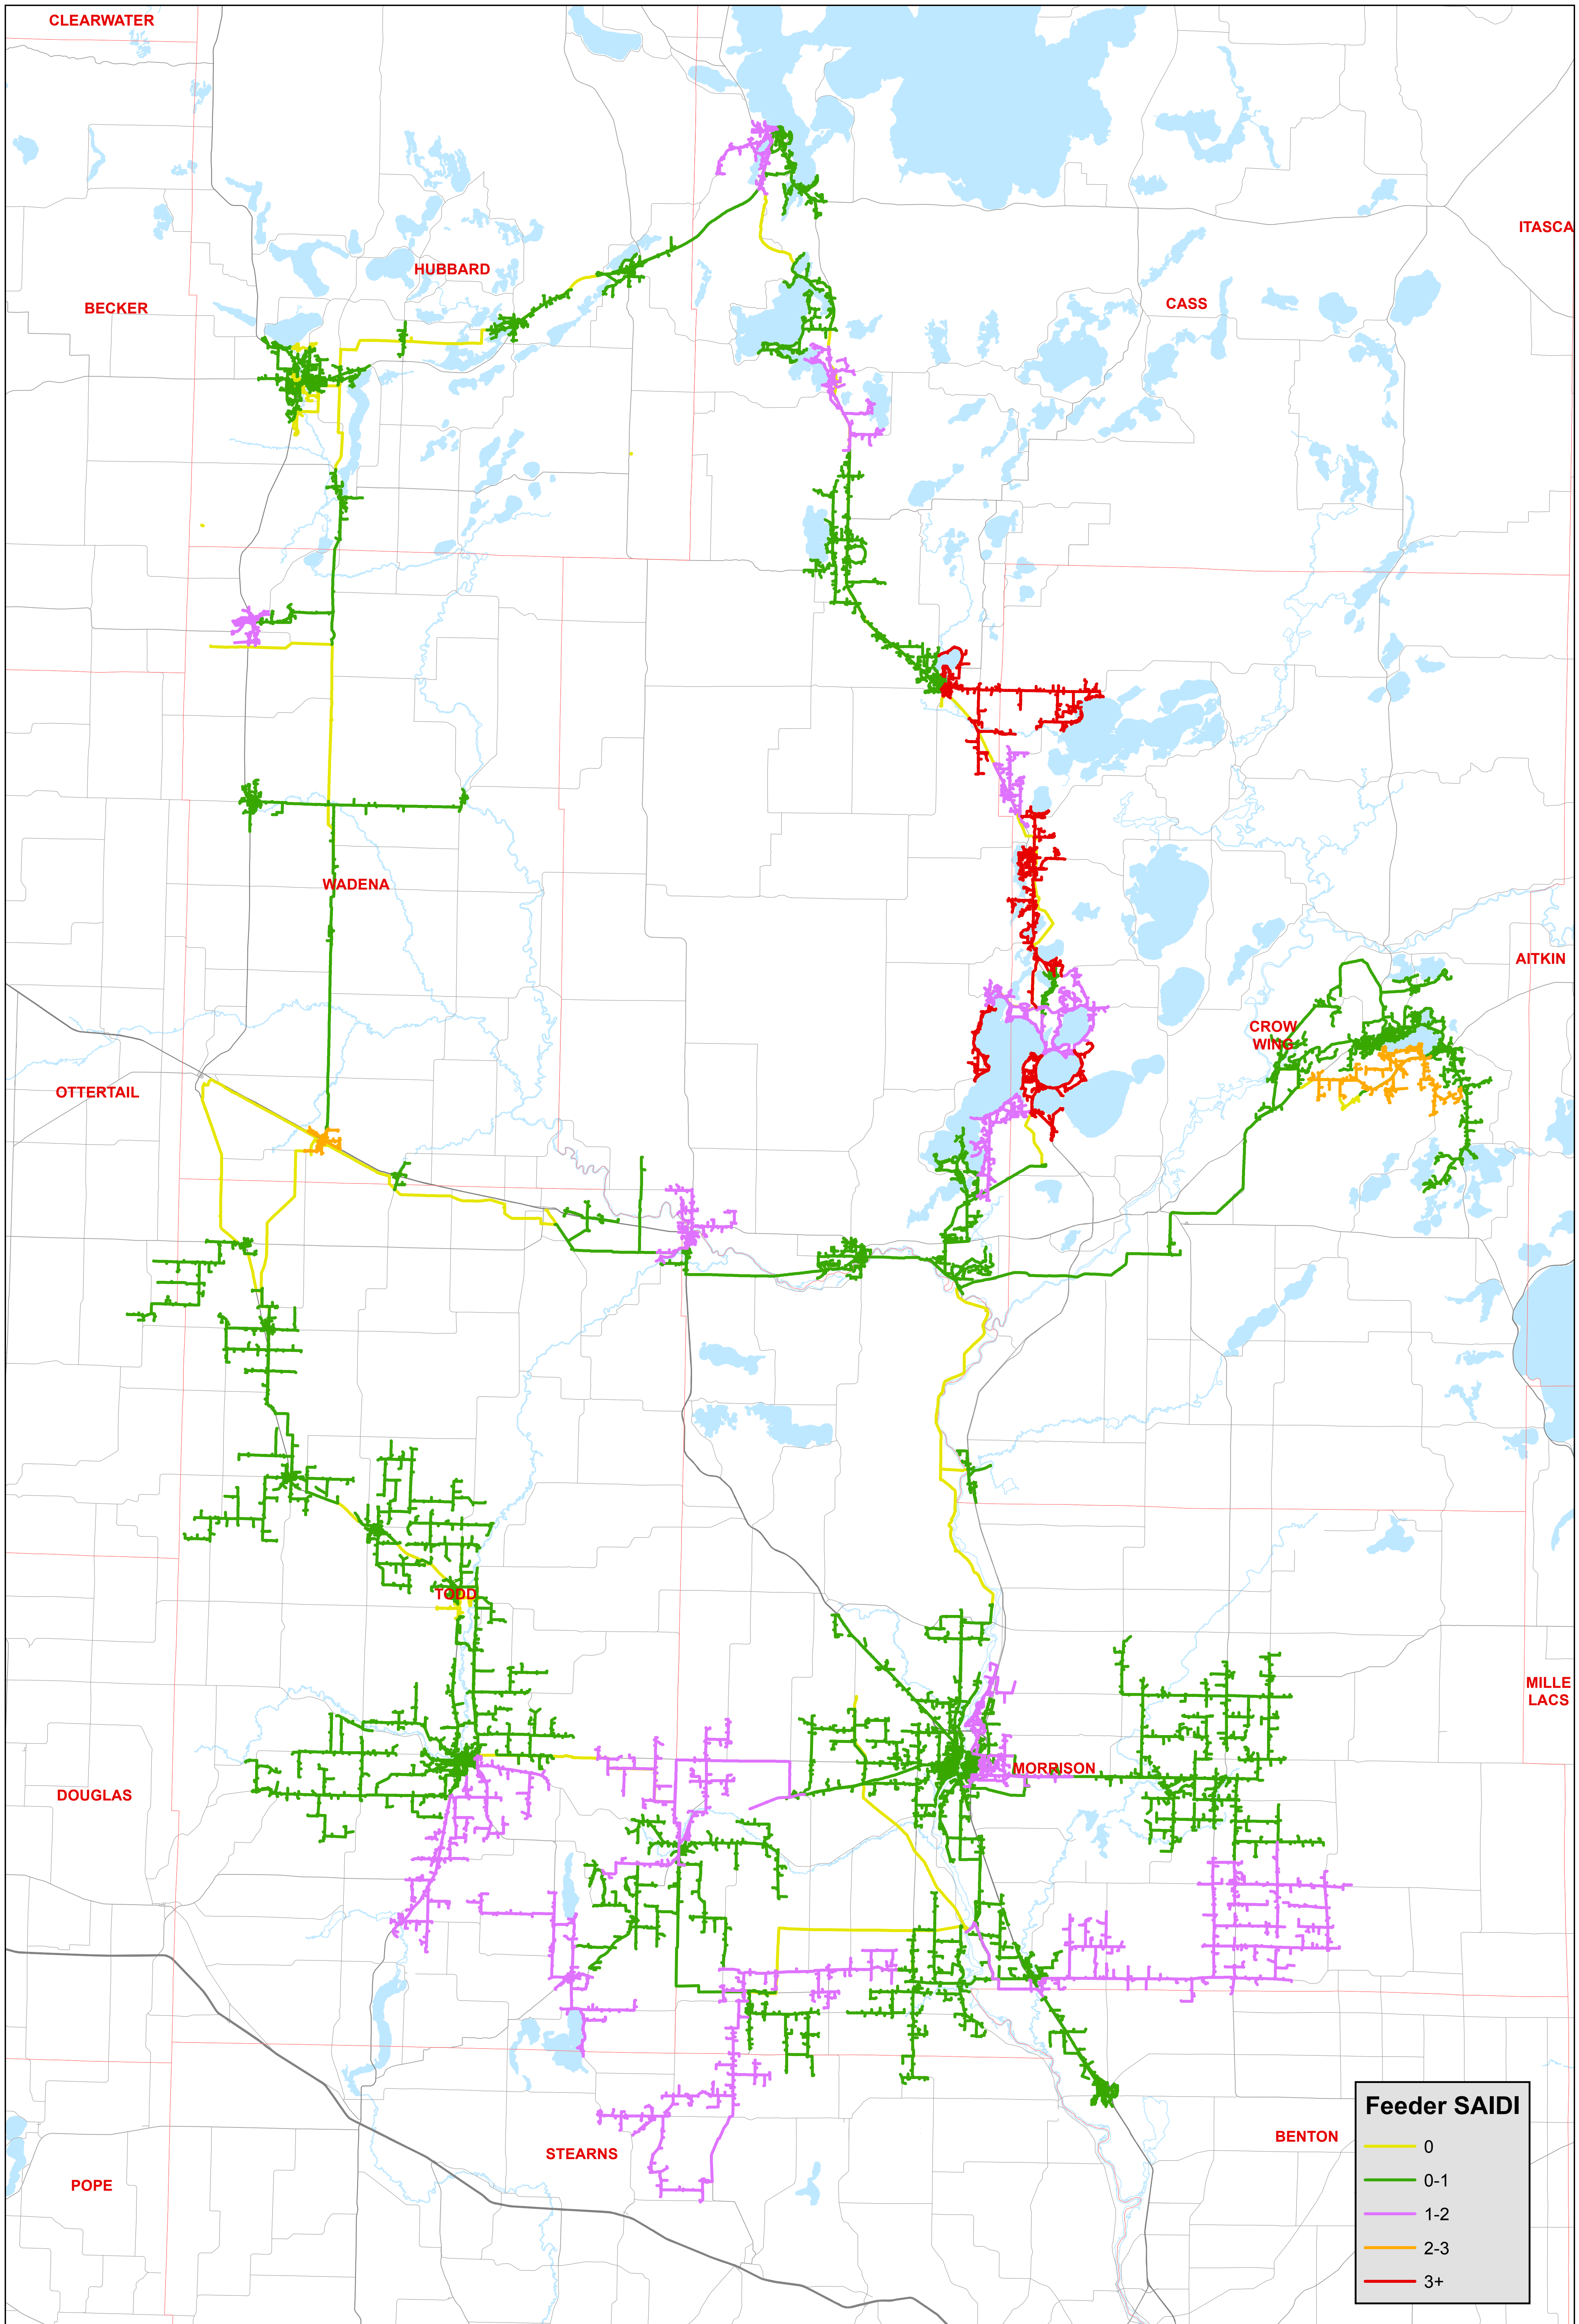 CLEARWATER
ITASCA
HUBBARD
CASS
BECKER
WADENA
AITKIN
CROW
WING
OTTERTAIL
TODD
MILLE
LACS
MORRISON
DOUGLAS
Feeder SAIDI
0
0-1
1-2
2-3
3+
BENTON
STEARNS
POPE